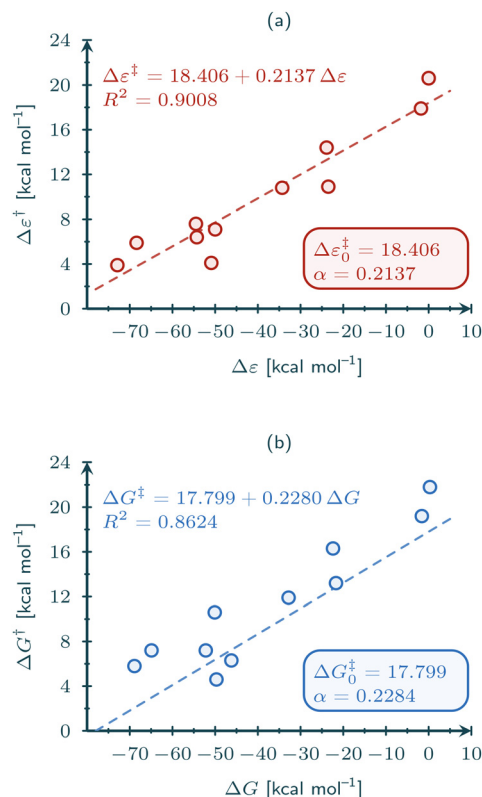 (a)
24
20
16
12
8
4
0
Δε† [kcal mol⁻¹]
Δε‡ = 18.406 + 0.2137 Δε
R² = 0.9008
Δε‡₀ = 18.406
α = 0.2137
−70 −60 −50 −40 −30 −20 −10 0 10
Δε [kcal mol⁻¹]
(b)
24
20
16
12
8
4
0
ΔG† [kcal mol⁻¹]
ΔG‡ = 17.799 + 0.2280 ΔG
R² = 0.8624
ΔG‡₀ = 17.799
α = 0.2284
−70 −60 −50 −40 −30 −20 −10 0 10
ΔG [kcal mol⁻¹]